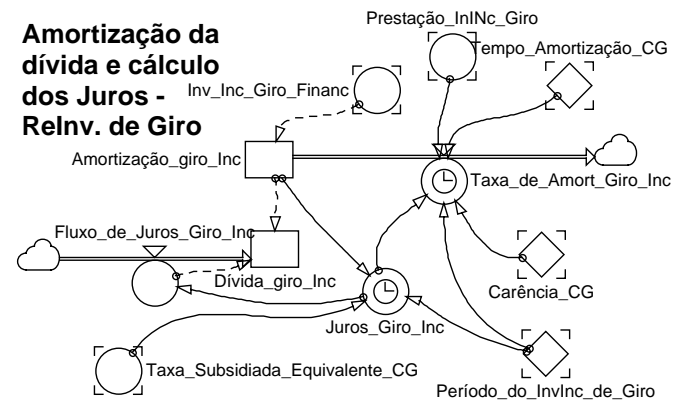 Amortização da
dívida e cálculo
dos Juros -
ReInv. de Giro
Prestação_InINc_Giro
Tempo_Amortização_CG
Inv_Inc_Giro_Financ
Amortização_giro_Inc
Taxa_de_Amort_Giro_Inc
Fluxo_de_Juros_Giro_Inc
Dívida_giro_Inc
Carência_CG
Juros_Giro_Inc
Taxa_Subsidiada_Equivalente_CG
Período_do_InvInc_de_Giro